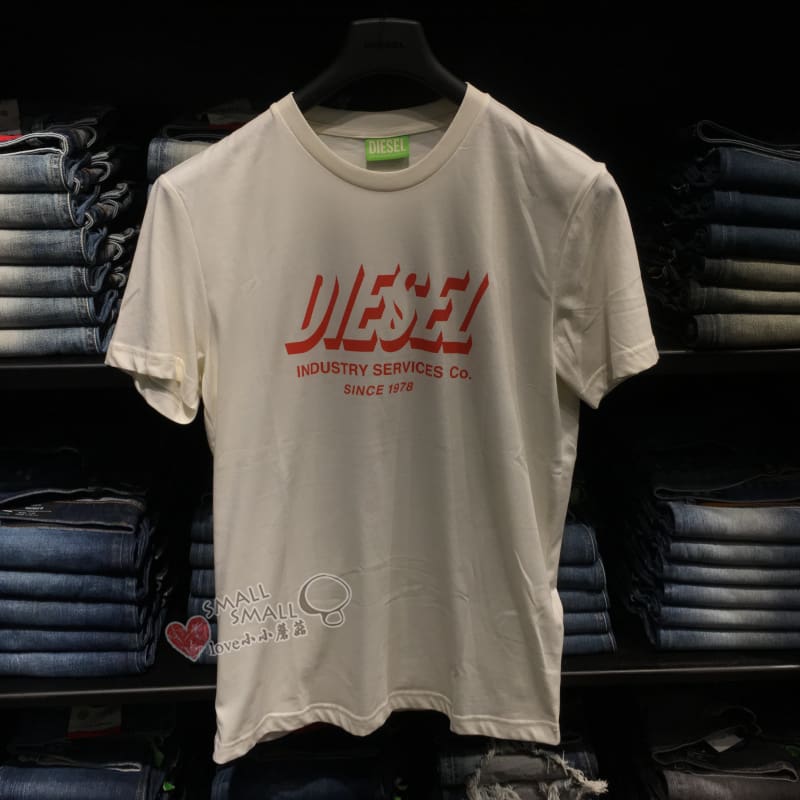 DIESEL
DIESEL
INDUSTRY SERVICES Co.
SINCE 1978
SMALL
SMALL
love小小蘑菇